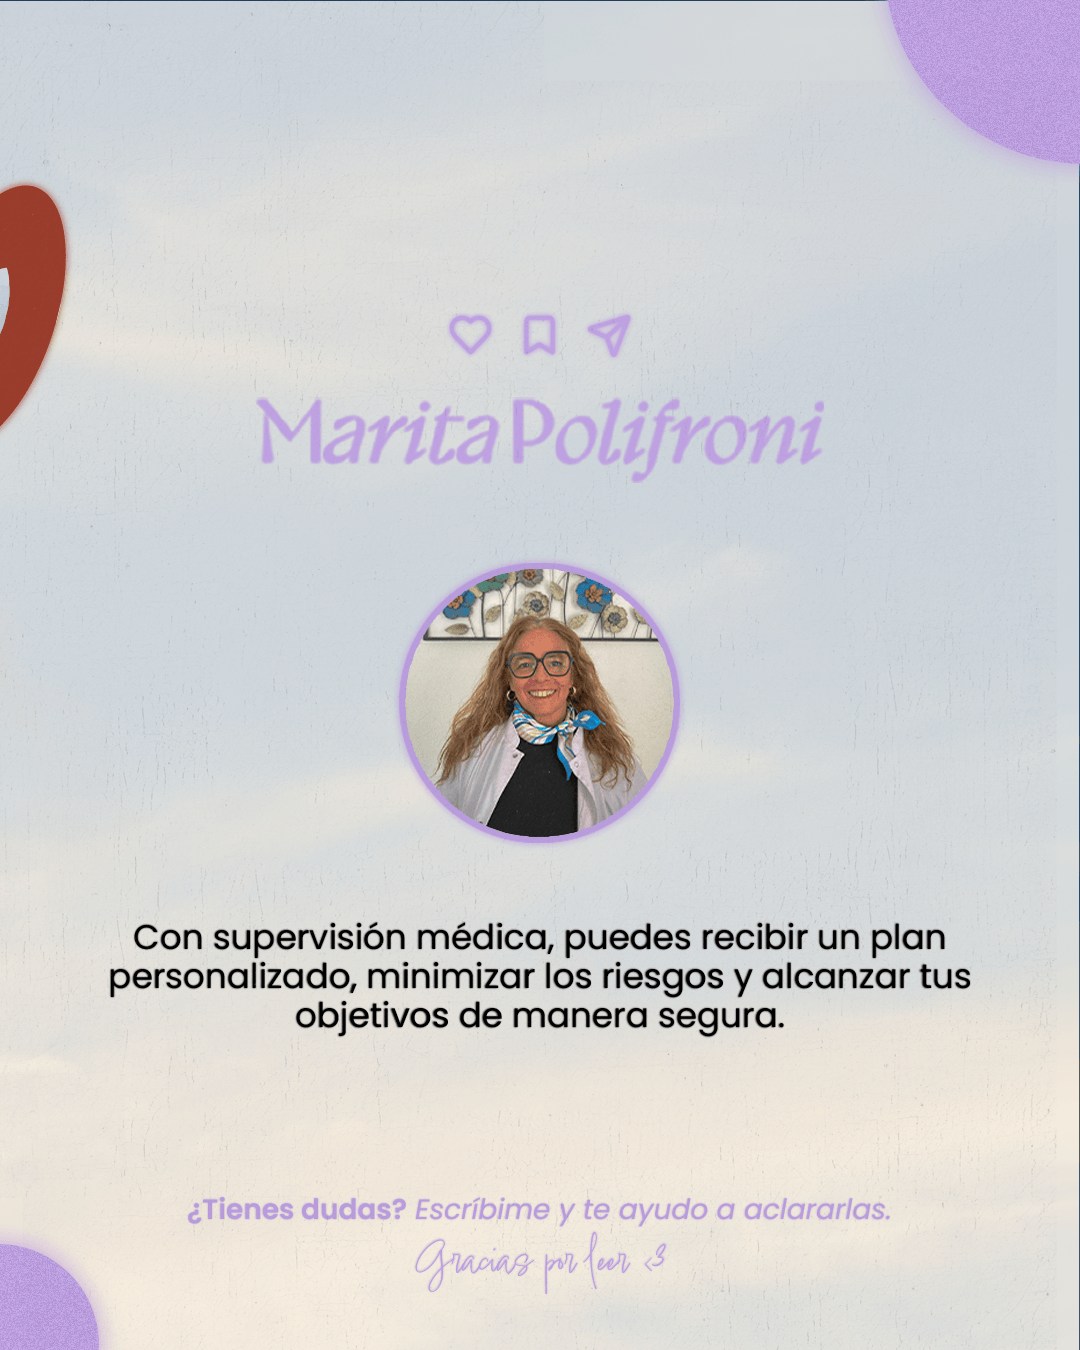 Marita Polifroni
Con supervisión médica, puedes recibir un plan
personalizado, minimizar los riesgos y alcanzar tus
objetivos de manera segura.
¿Tienes dudas? Escríbime y te ayudo a aclararlas.
Gracias por leer <3